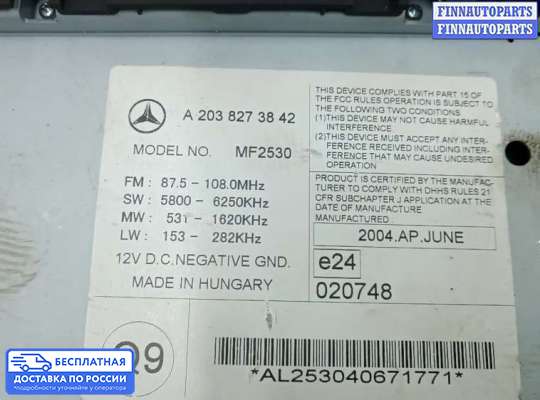 FINNAUTOPARTS
FINNAUTOPARTS
FINNAUTOPARTS
A 203 827 38 42
MODEL NO. MF2530
FM : 87.5 - 108.0MHz
SW : 5800 - 6250KHz
MW : 531 - 1620KHz
LW : 153 - 282KHz
12V D.C.NEGATIVE GND.
MADE IN HUNGARY
THIS DEVICE COMPLIES WITH PART 15 OF
THE FCC RULES OPERATION IS SUBJECT TO
THE FOLLOWING TWO CONDITIONS
(1)THIS DEVICE MAY NOT CAUSE HARMFUL
INTERFERENCE
(2)THIS DEVICE MUST ACCEPT ANY INTER-
FERENCE RECEIVED INCLUDING INTER-
FERENCE THAT MAY CAUSE UNDESIRED
OPERATION
PRODUCT IS CERTIFIED BY THE MANUFAC-
TURER TO COMPLY WITH DHHS RULES 21
CFR SUBCHAPTER J APPLICATION AS OF THE
DATE OF MANUFACTURE
MANUFACTURED.
2004.AP.JUNE
e24
020748
Q9
*AL253040671771*
БЕСПЛАТНАЯ
ДОСТАВКА ПО РОССИИ